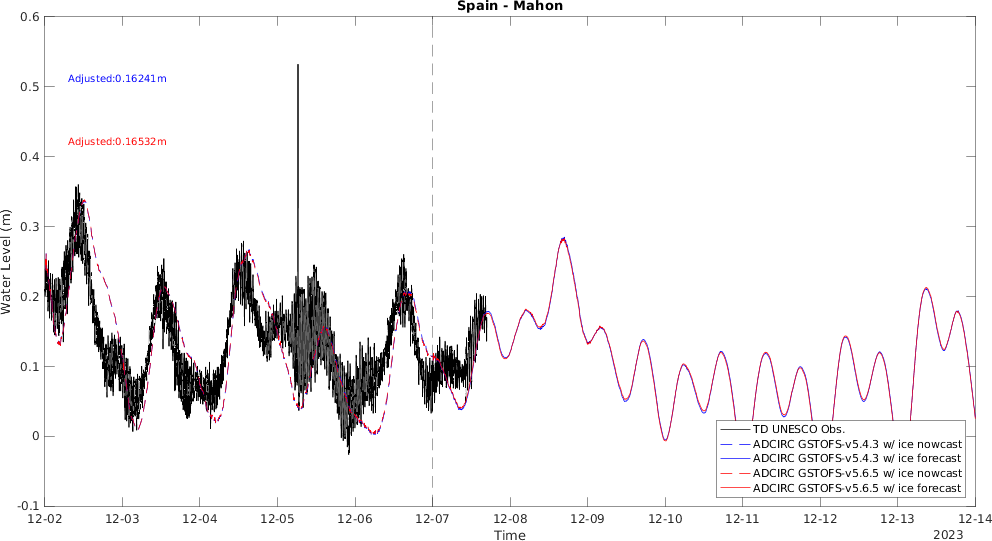 Spain - Mahon
0.6
0.5
0.4
0.3
0.2
0.1
0
-0.1
Water Level (m)
Adjusted:0.16241m
Adjusted:0.16532m
TD UNESCO Obs.
ADCIRC GSTOFS-v5.4.3 w/ ice nowcast
ADCIRC GSTOFS-v5.4.3 w/ ice forecast
ADCIRC GSTOFS-v5.6.5 w/ ice nowcast
ADCIRC GSTOFS-v5.6.5 w/ ice forecast
12-02 12-03 12-04 12-05 12-06 12-07 12-08 12-09 12-10 12-11 12-12 12-13 12-14
Time
2023